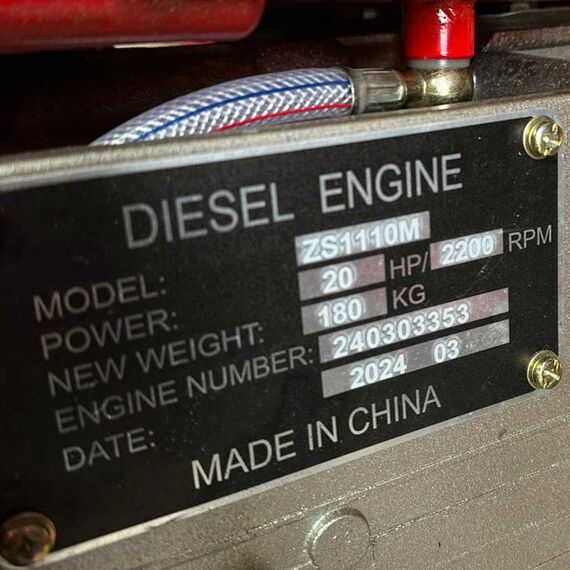 DIESEL ENGINE
MODEL: ZS1110M
POWER: 20 HP/ 2200 RPM
NEW WEIGHT: 180 KG
ENGINE NUMBER: 240303353
DATE: 2024 03
MADE IN CHINA